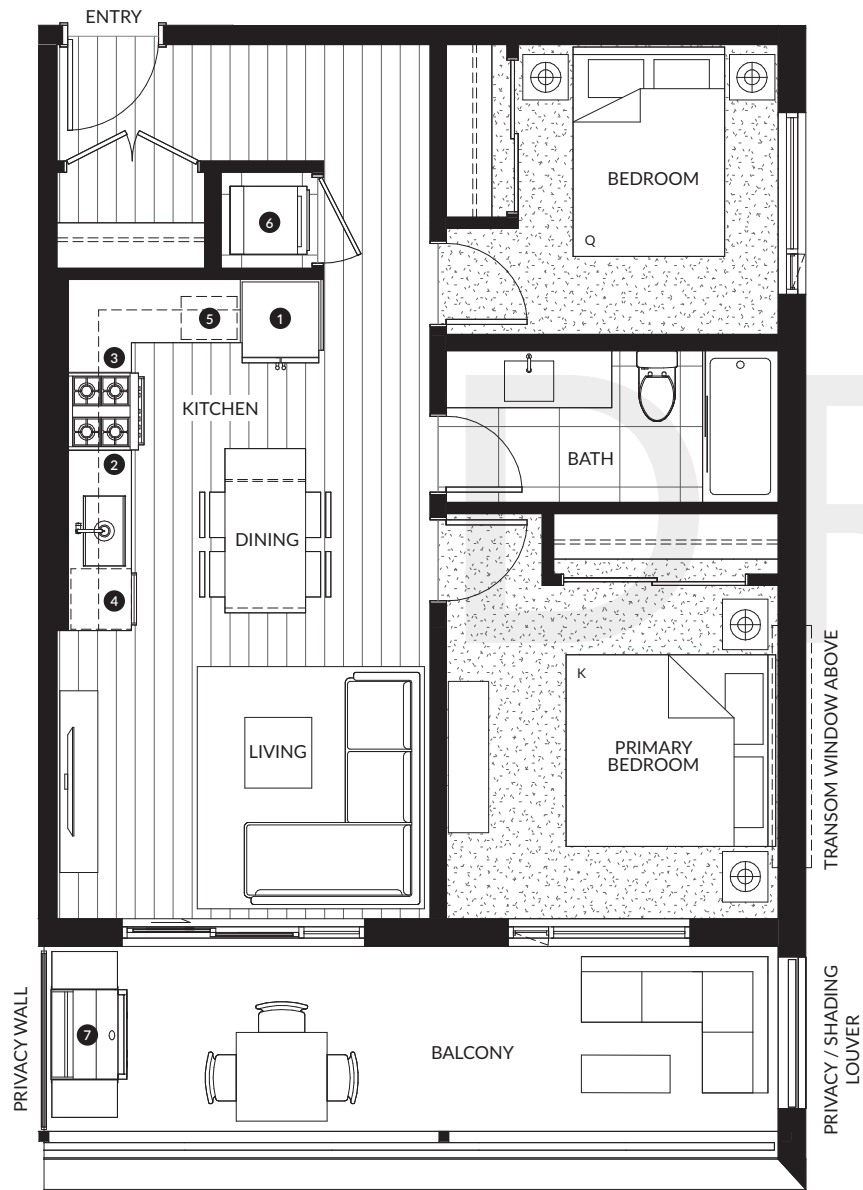 ENTRY
BEDROOM
Q
6
5
1
3
KITCHEN
2
BATH
DINING
4
K
LIVING
PRIMARY
BEDROOM
TRANSOM WINDOW ABOVE
PRIVACY WALL
7
BALCONY
PRIVACY / SHADING
LOUVER